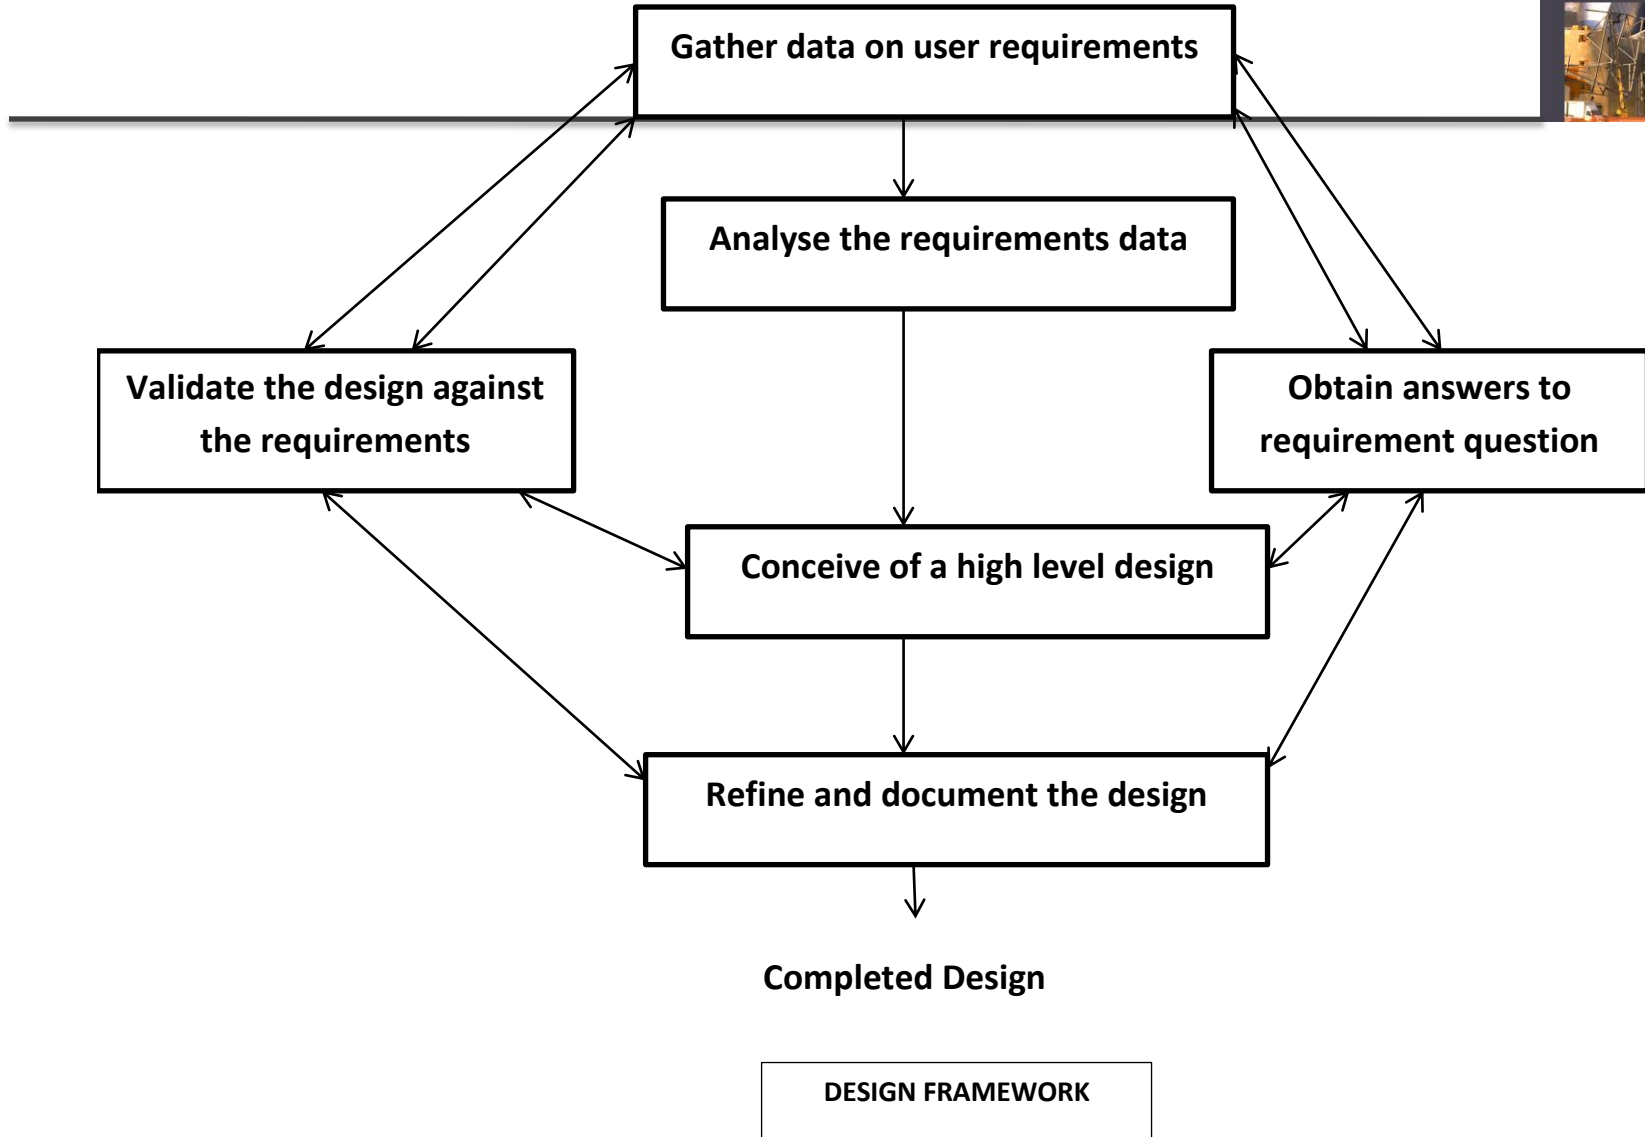 Gather data on user requirements
Analyse the requirements data
Validate the design against
the requirements
Obtain answers to
requirement question
Conceive of a high level design
Refine and document the design
Completed Design
DESIGN FRAMEWORK